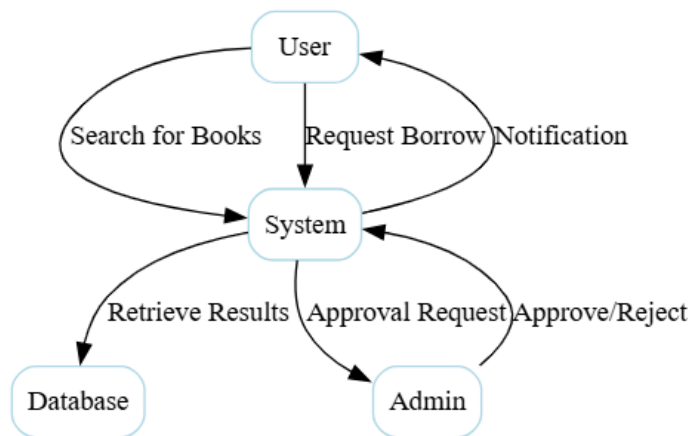 User
Search for Books
Request Borrow
Notification
System
Retrieve Results
Approval Request
Approve/Reject
Database
Admin